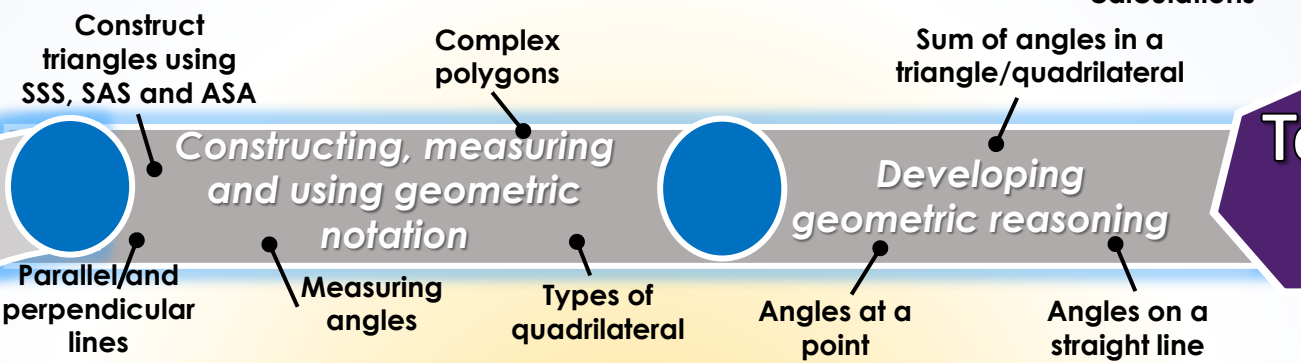 Construct
triangles using
SSS, SAS and ASA
Complex
polygons
Sum of angles in a
triangle/quadrilateral
Constructing, measuring
and using geometric
notation
Developing
geometric reasoning
Parallel and
perpendicular
lines
Measuring
angles
Types of
quadrilateral
Angles at a
point
Angles on a
straight line